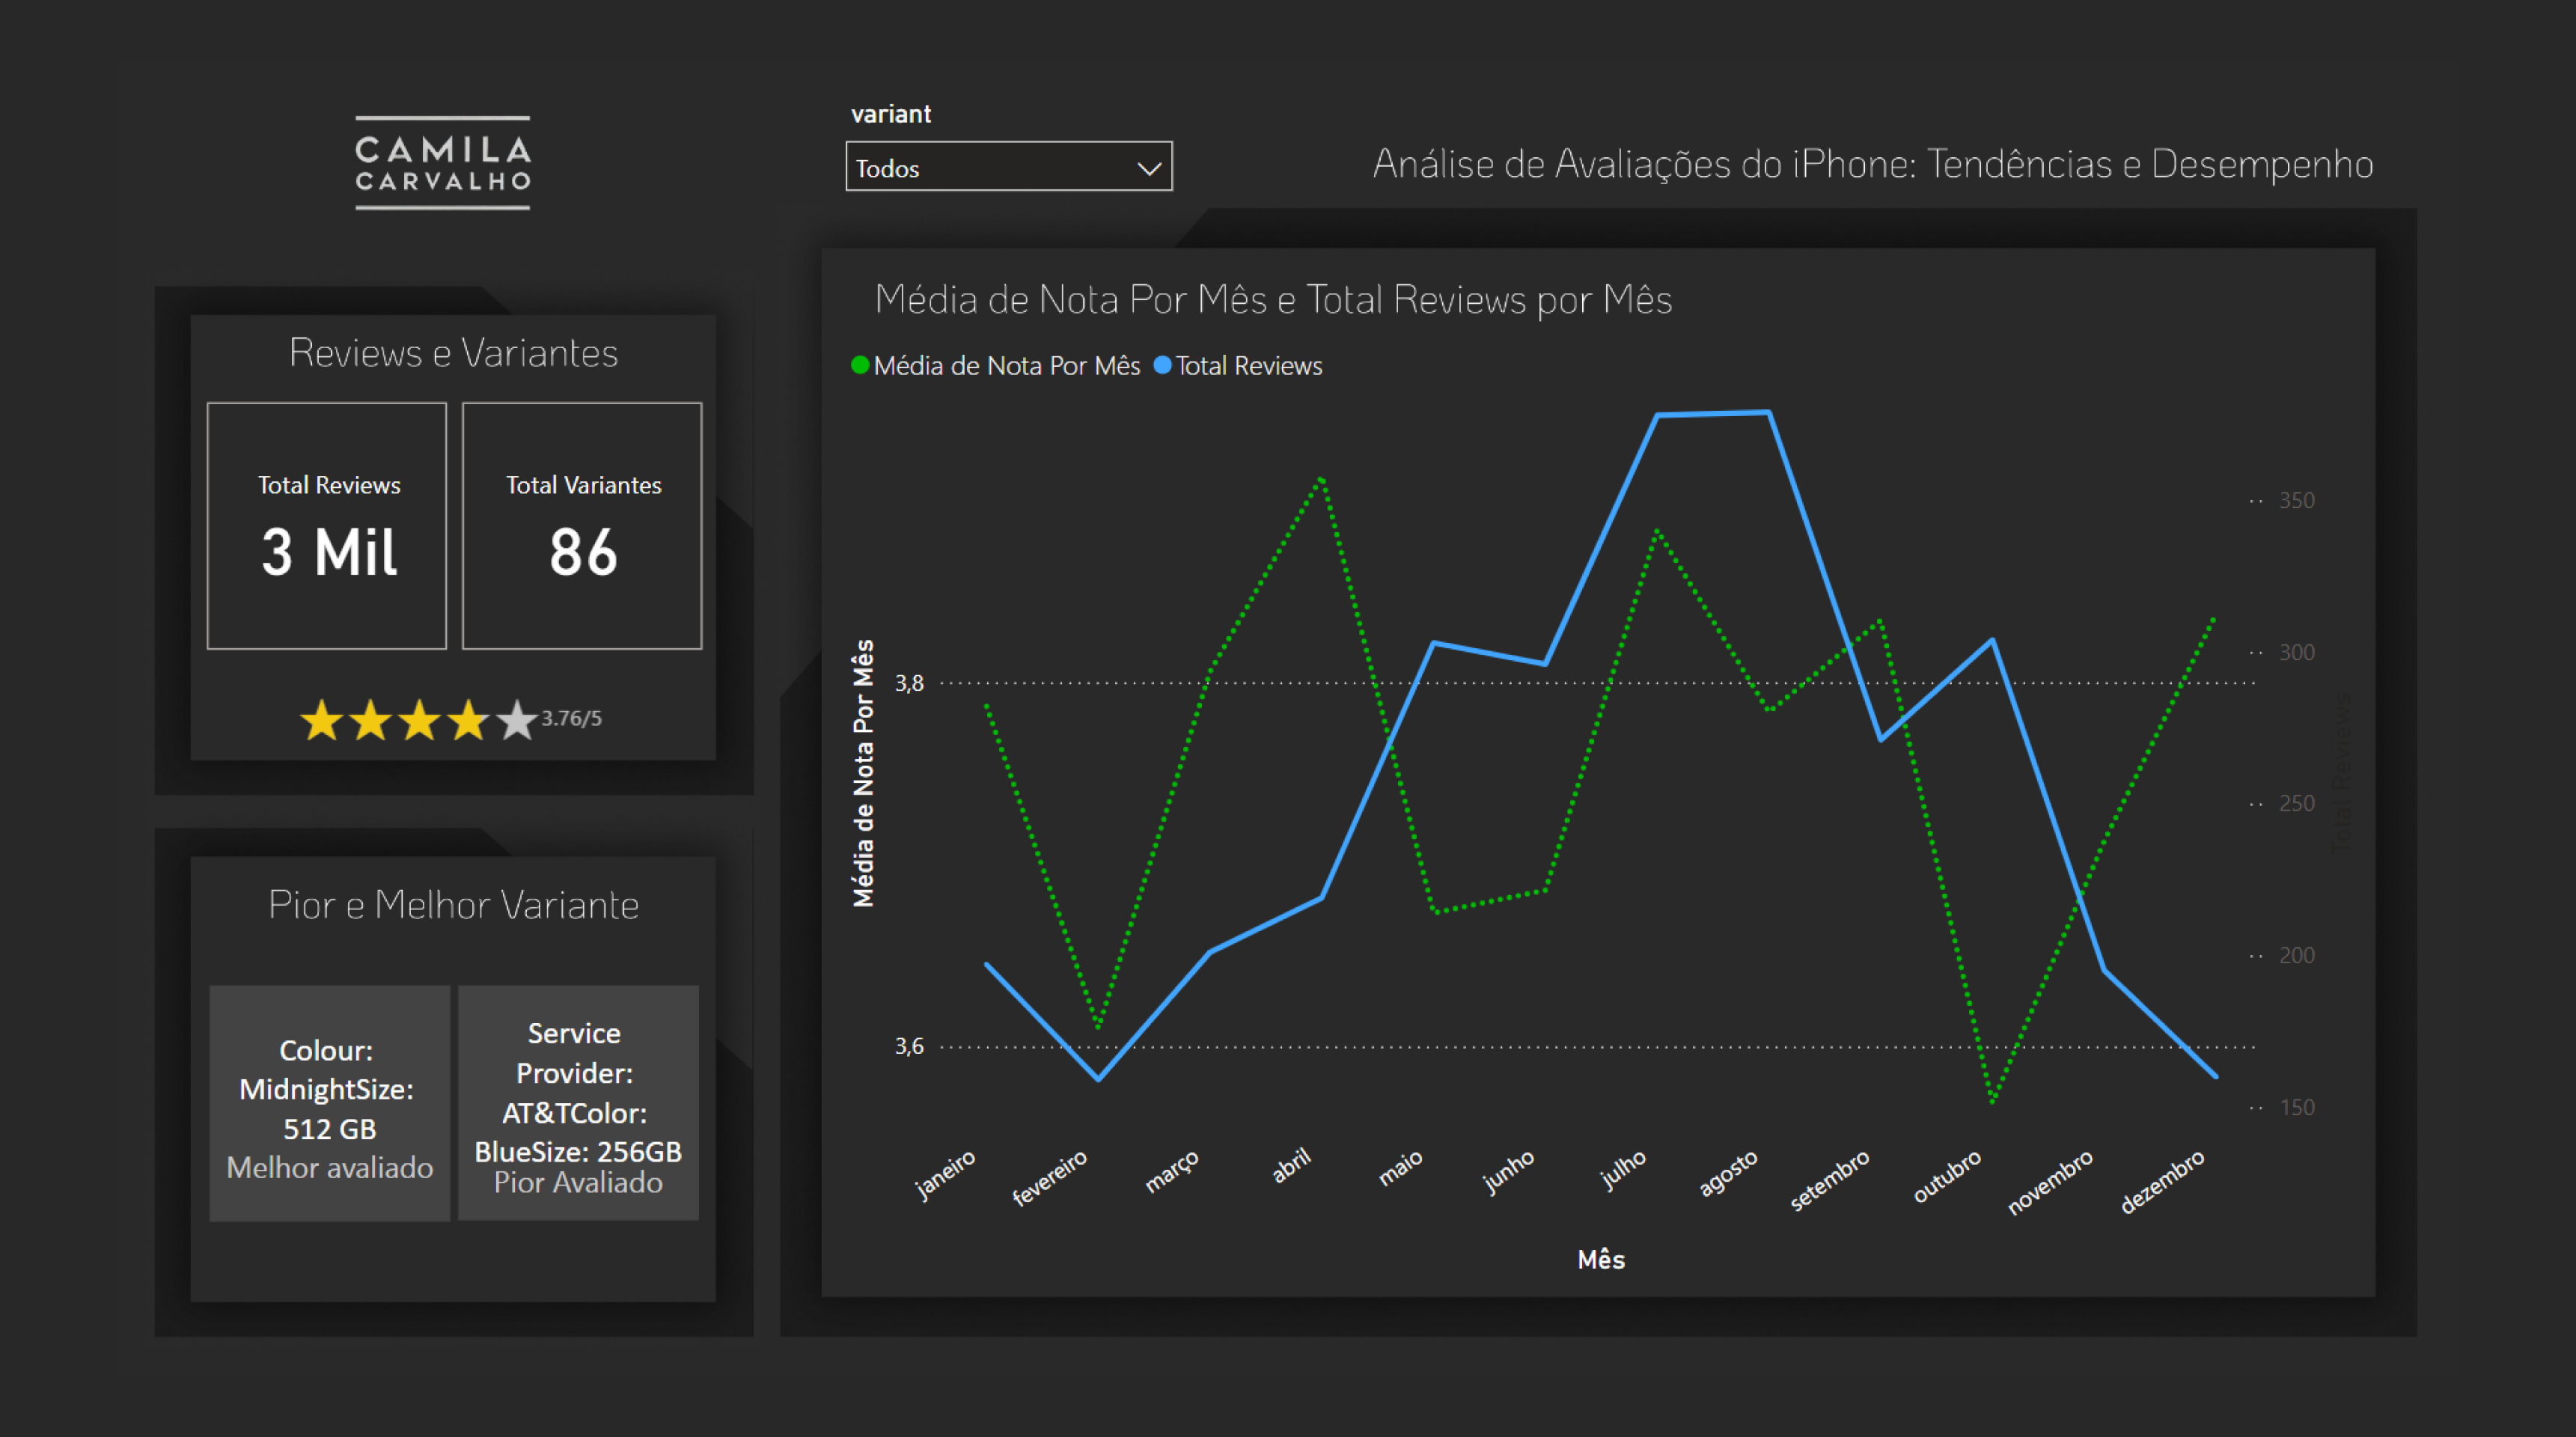 CAMILA
CARVALHO
variant
Todos
Análise de Avaliações do iPhone: Tendências e Desempenho
Reviews e Variantes
Total Reviews
3 Mil
Total Variantes
86
3.76/5
Pior e Melhor Variante
Colour:
MidnightSize:
512 GB
Melhor avaliado
Service
Provider:
AT&TColor:
BlueSize: 256GB
Pior Avaliado
Média de Nota Por Mês e Total Reviews por Mês
Média de Nota Por Mês
Total Reviews
Média de Nota Por Mês
3,8
3,6
350
300
250
200
150
Total Reviews
janeiro
fevereiro
março
abril
maio
junho
julho
agosto
setembro
outubro
novembro
dezembro
Mês